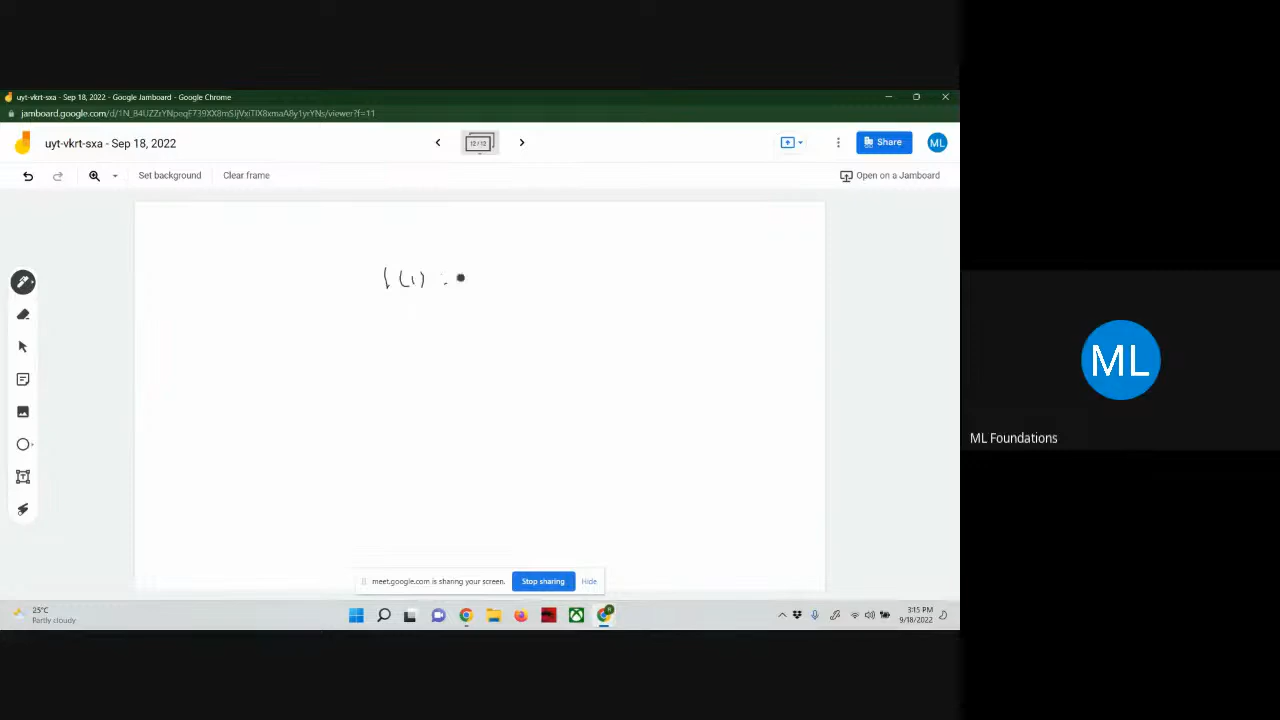 uyt-vkrt-sxa - Sep 18, 2022 - Google Jamboard - Google Chrome
uyt-vkrt-sxa - Sep 18, 2022
12 / 12
Share
ML
Set background
Clear frame
Open on a Jamboard
(1) :
ML
ML Foundations
meet.google.com is sharing your screen.
Stop sharing
Hide
25°C
Partly cloudy
3:15 PM
9/18/2022